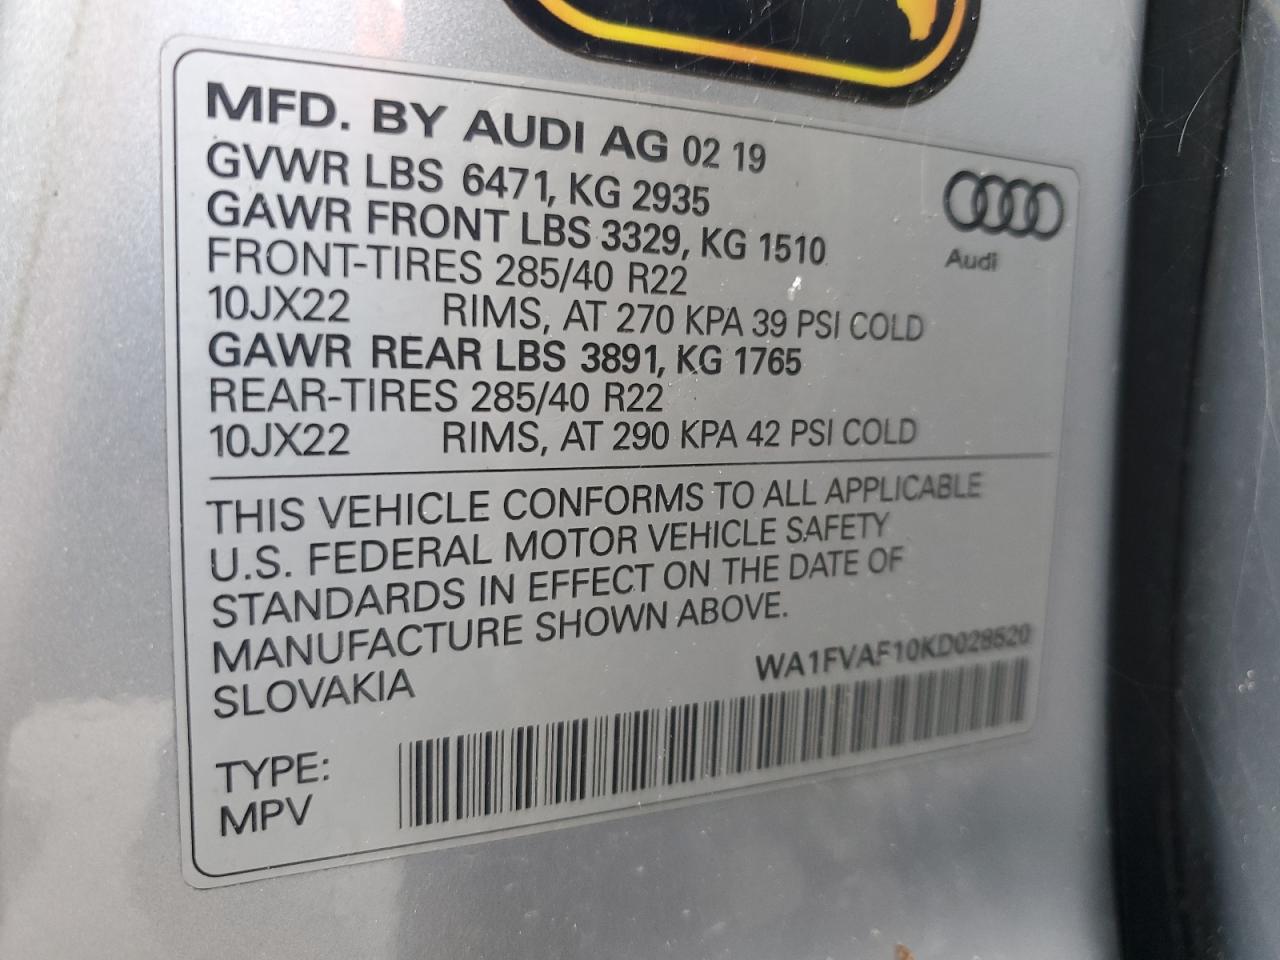 MFD. BY AUDI AG 02 19
GVWR LBS 6471, KG 2935
GAWR FRONT LBS 3329, KG 1510
FRONT-TIRES 285/40 R22
10JX22 RIMS, AT 270 KPA 39 PSI COLD
GAWR REAR LBS 3891, KG 1765
REAR-TIRES 285/40 R22
10JX22 RIMS, AT 290 KPA 42 PSI COLD
Audi
THIS VEHICLE CONFORMS TO ALL APPLICABLE
U.S. FEDERAL MOTOR VEHICLE SAFETY
STANDARDS IN EFFECT ON THE DATE OF
MANUFACTURE SHOWN ABOVE.
SLOVAKIA
WA1FVAF10KD028520
TYPE:
MPV